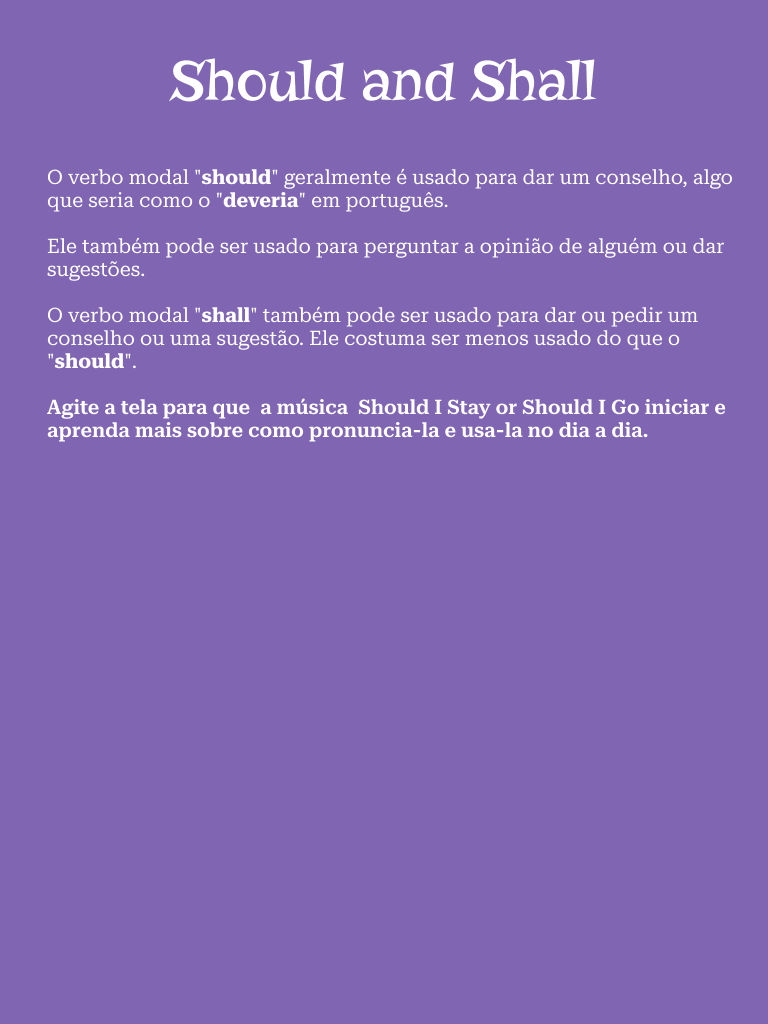 Should and Shall
O verbo modal "should" geralmente é usado para dar um conselho, algo
que seria como o "deveria" em português.
Ele também pode ser usado para perguntar a opinião de alguém ou dar
sugestões.
O verbo modal "shall" também pode ser usado para dar ou pedir um
conselho ou uma sugestão. Ele costuma ser menos usado do que o
"should".
Agite a tela para que  a música  Should I Stay or Should I Go iniciar e
aprenda mais sobre como pronuncia-la e usa-la no dia a dia.